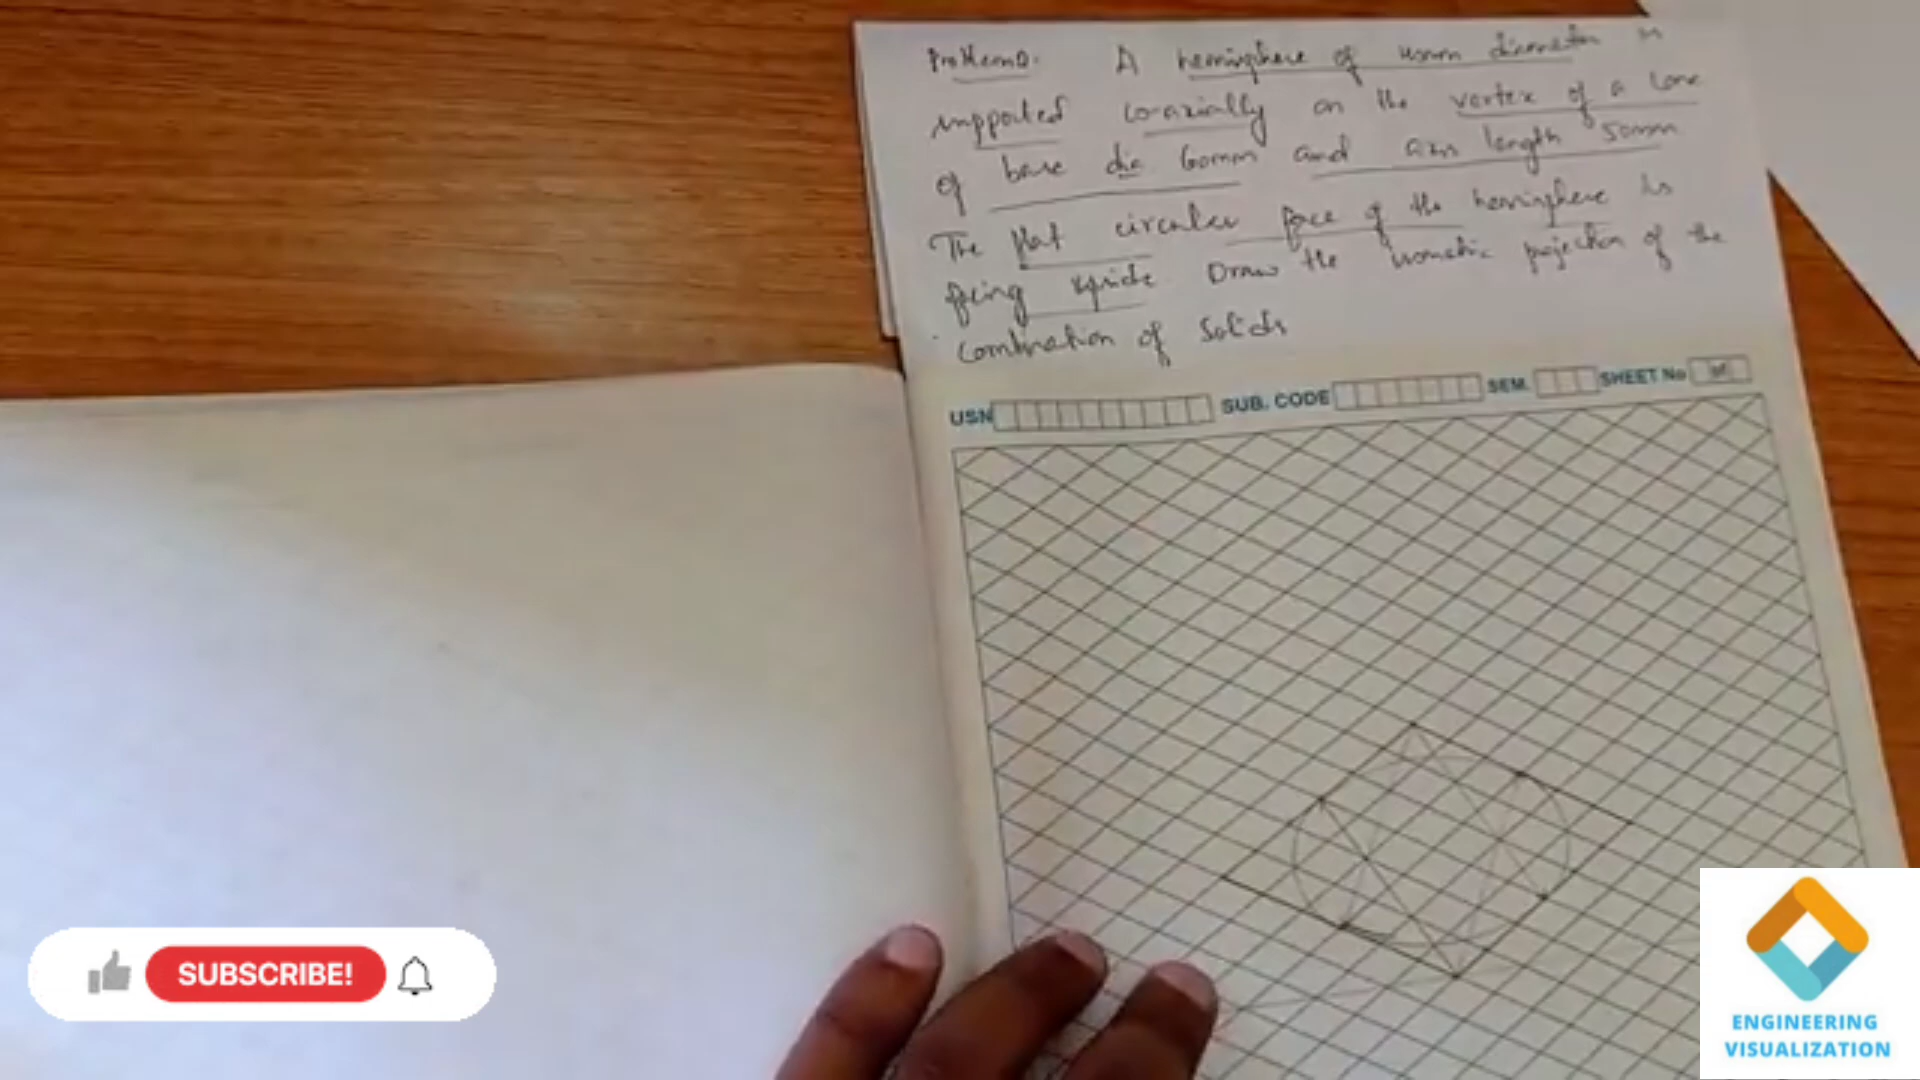 A hemisphere of diameter is
supported co-axially on the vertex of a cone
of base dia 60mm and axis length 50mm
The flat circular face of the hemisphere is
facing upside Draw the isometric projection of the
combination of solids
USN SUB. CODE SEM. SHEET No
SUBSCRIBE!
ENGINEERING
VISUALIZATION